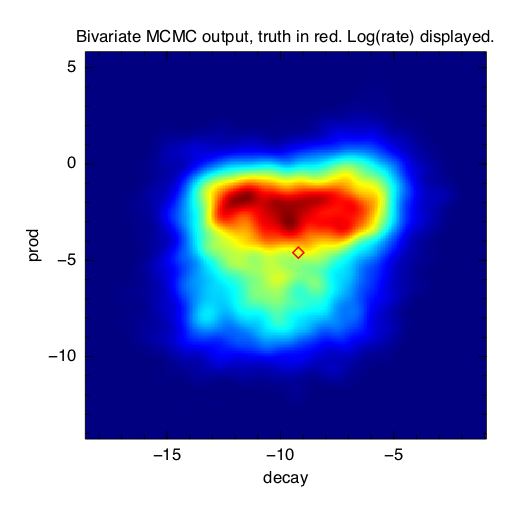 Bivariate MCMC output, truth in red. Log(rate) displayed.
5
0
−5
−10
prod
−15 −10 −5
decay